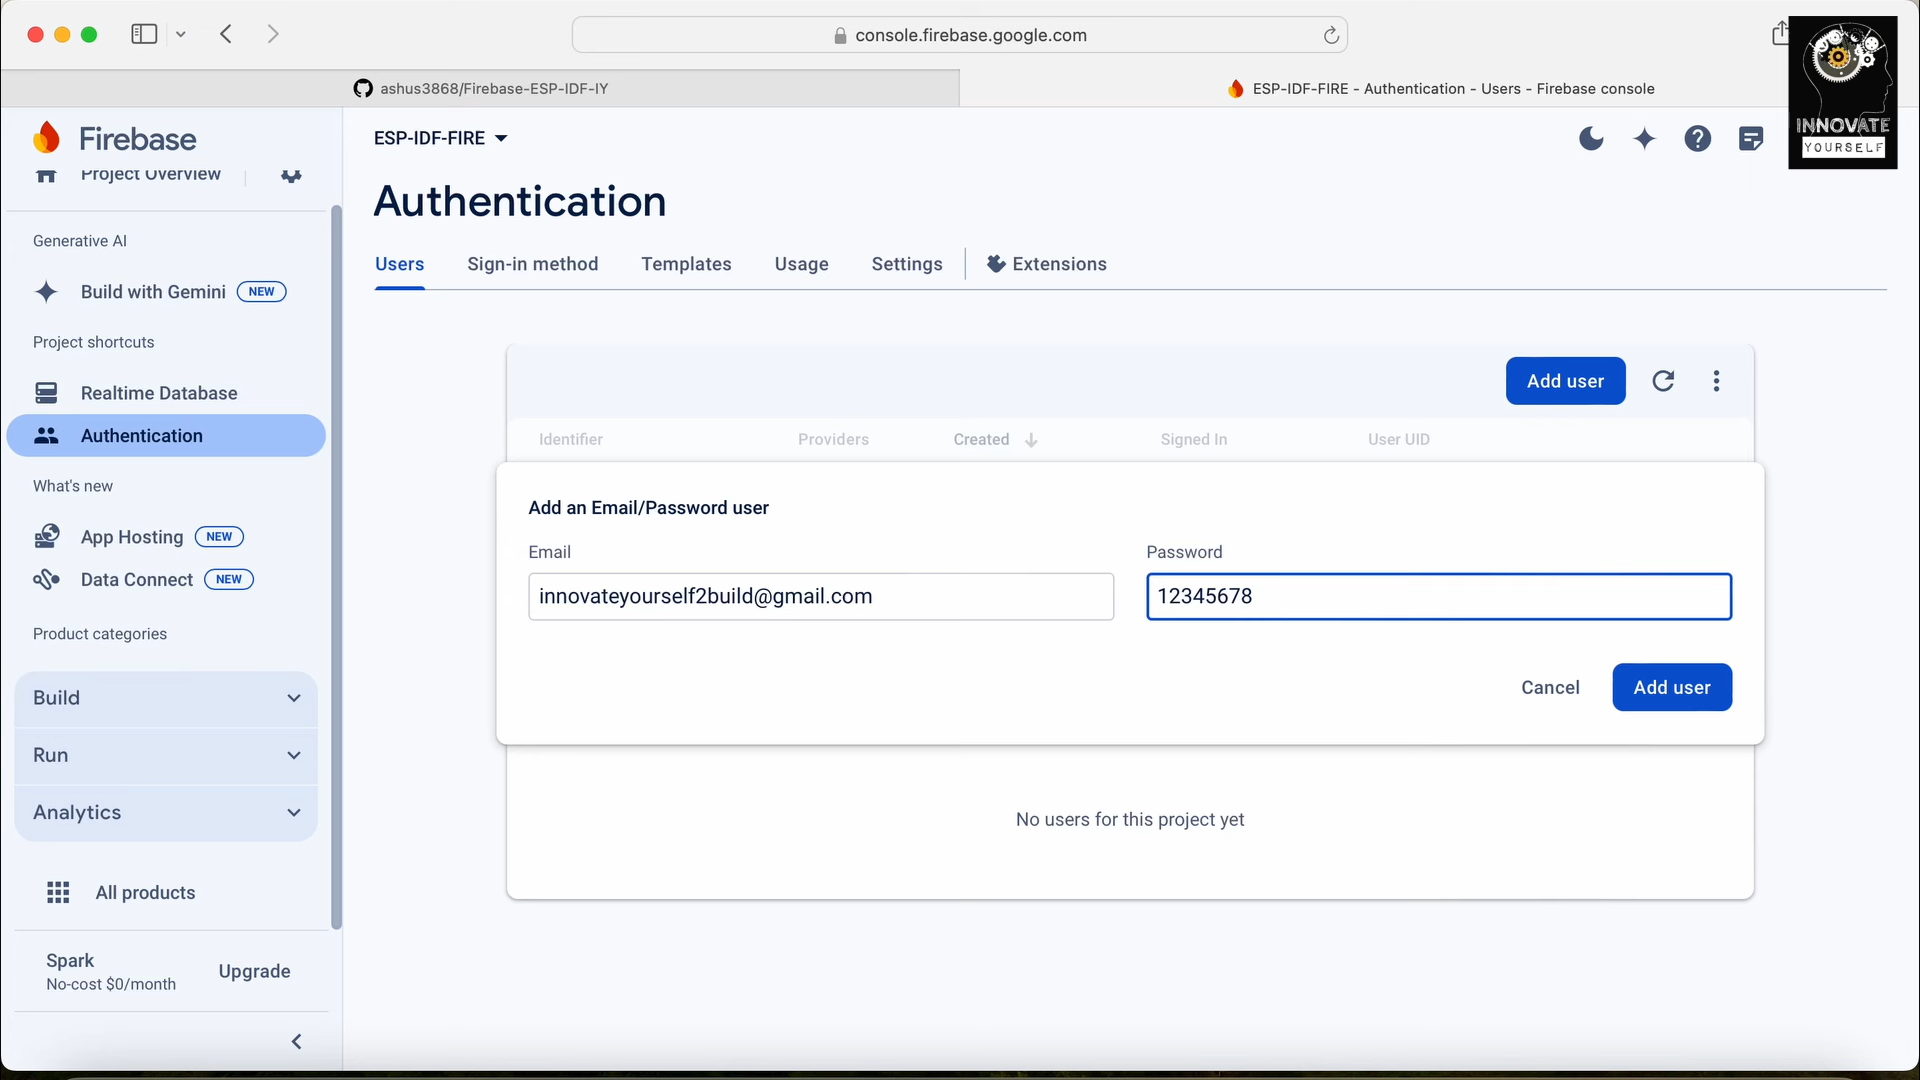 console.firebase.google.com
ashus3868/Firebase-ESP-IDF-IY
ESP-IDF-FIRE - Authentication - Users - Firebase console
INNOVATE
YOURSELF
Firebase
Project Overview
Generative AI
Build with Gemini NEW
Project shortcuts
Realtime Database
Authentication
What's new
App Hosting NEW
Data Connect NEW
Product categories
Build
Run
Analytics
All products
Spark
No-cost $0/month
Upgrade
ESP-IDF-FIRE
Authentication
Users Sign-in method Templates Usage Settings Extensions
Add user
Identifier Providers Created Signed In User UID
Add an Email/Password user
Email Password
innovateyourself2build@gmail.com 12345678
Cancel Add user
No users for this project yet